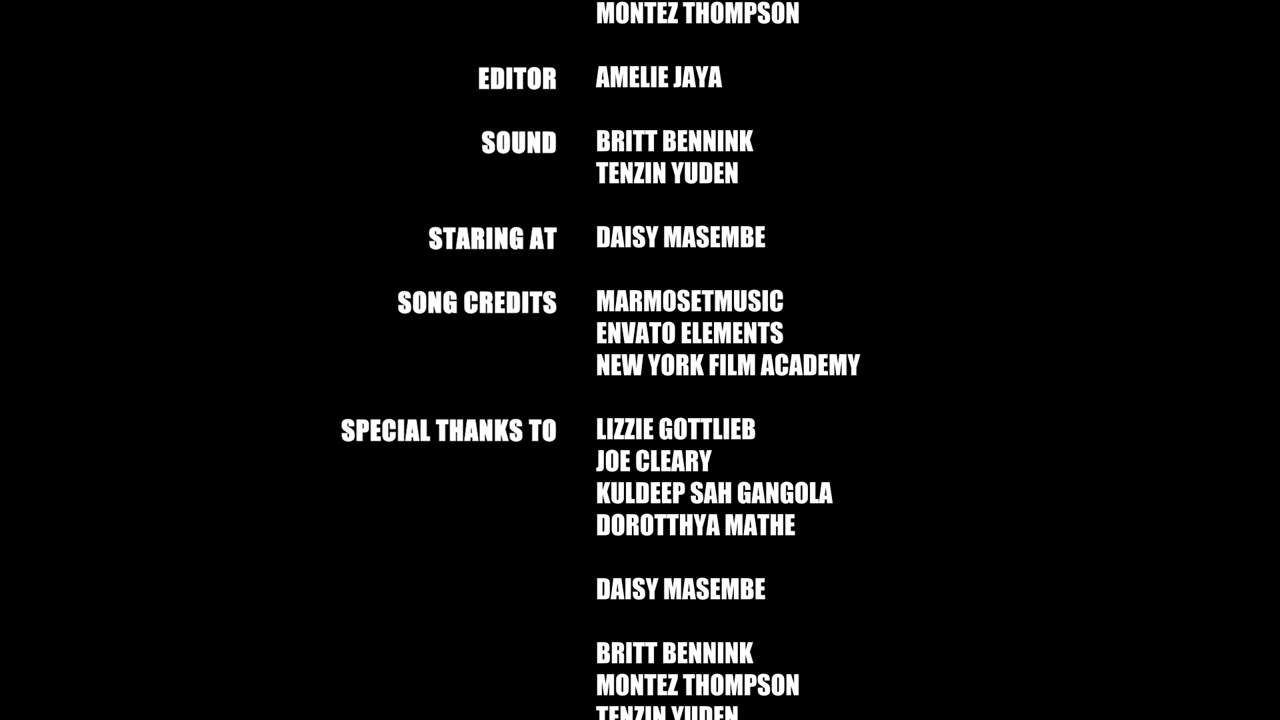 MONTEZ THOMPSON
EDITOR AMELIE JAYA
SOUND BRITT BENNINK
TENZIN YUDEN
STARING AT DAISY MASEMBE
SONG CREDITS MARMOSETMUSIC
ENVATO ELEMENTS
NEW YORK FILM ACADEMY
SPECIAL THANKS TO LIZZIE GOTTLIEB
JOE CLEARY
KULDEEP SAH GANGOLA
DOROTTHYA MATHE
DAISY MASEMBE
BRITT BENNINK
MONTEZ THOMPSON
TENZIN YUDEN